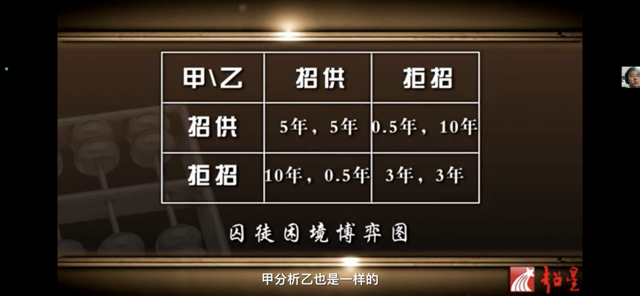 甲\乙 招供 拒招
招供 5年，5年 0.5年，10年
拒招 10年，0.5年 3年，3年
囚徒困境博弈图
甲分析乙也是一样的
超星